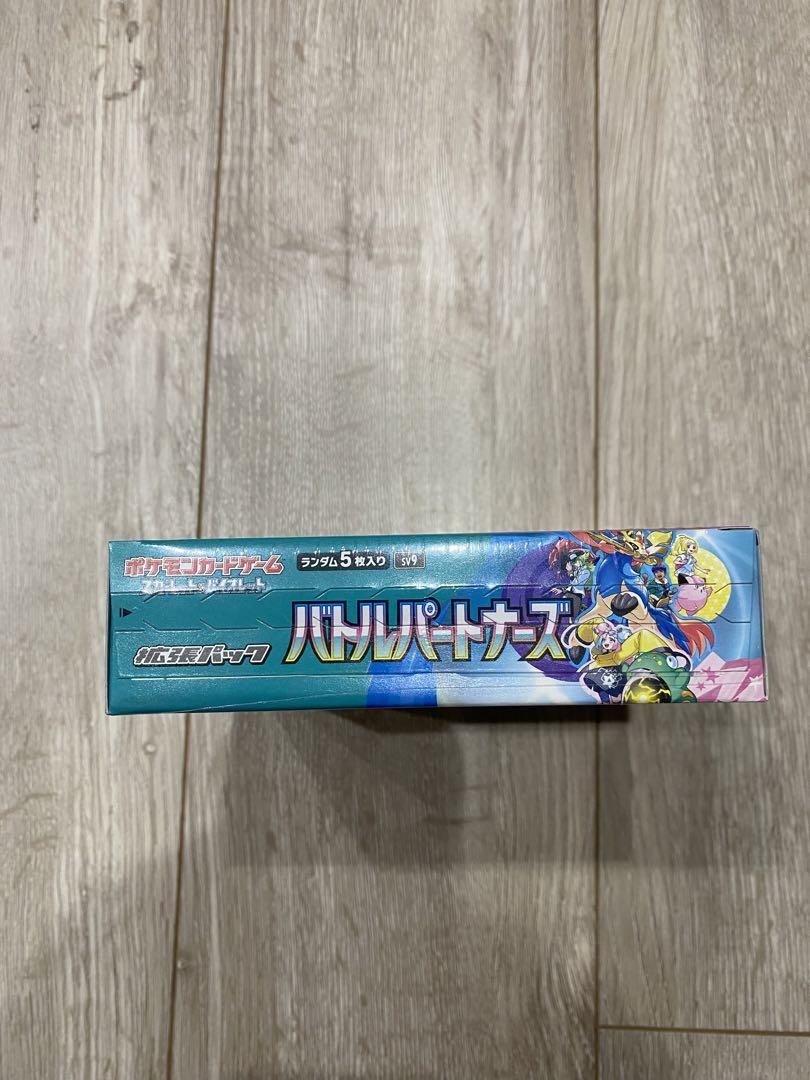 ポケモンカードゲーム
スカーレット&バイオレット
ランダム5枚入り
SV9
拡張パック
バトルパートナーズ